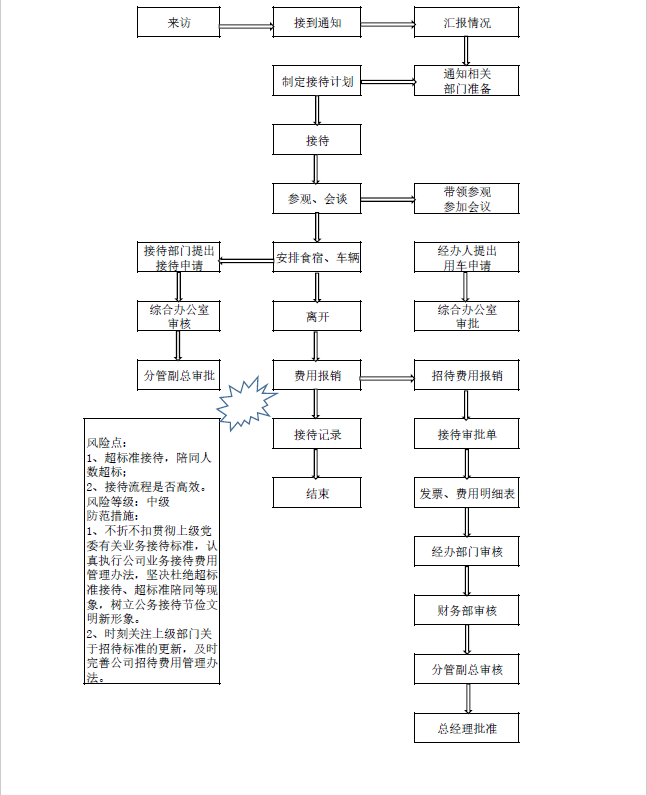 来访
接到通知
汇报情况
制定接待计划
通知相关
部门准备
接待
参观、会谈
带领参观
参加会议
接待部门提出
接待申请
安排食宿、车辆
经办人提出
用车申请
综合办公室
审核
离开
综合办公室
审批
分管副总审批
费用报销
招待费用报销
接待记录
接待审批单
风险点：
1、超标准接待，陪同人
数超标；
2、接待流程是否高效。
风险等级：中级
防范措施：
1、不折不扣贯彻上级党
委有关业务接待标准，认
真执行公司业务接待费用
管理办法，坚决杜绝超标
准接待、超标准陪同等现
象，树立公务接待节俭文
明新形象。
2、时刻关注上级部门关
于招待标准的更新，及时
完善公司招待费用管理办
法。
结束
发票、费用明细表
经办部门审核
财务部审核
分管副总审核
总经理批准